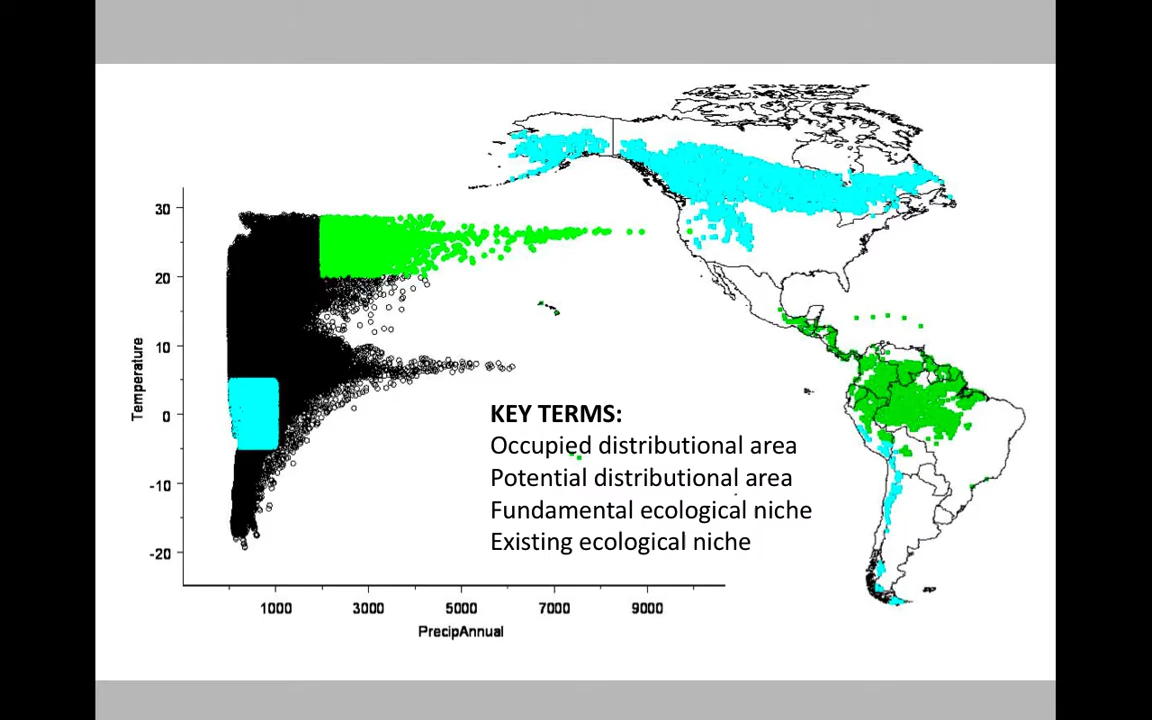 30
20
10
0
-10
-20
Temperature
1000 3000 5000 7000 9000
PrecipAnnual
KEY TERMS:
Occupied distributional area
Potential distributional area
Fundamental ecological niche
Existing ecological niche